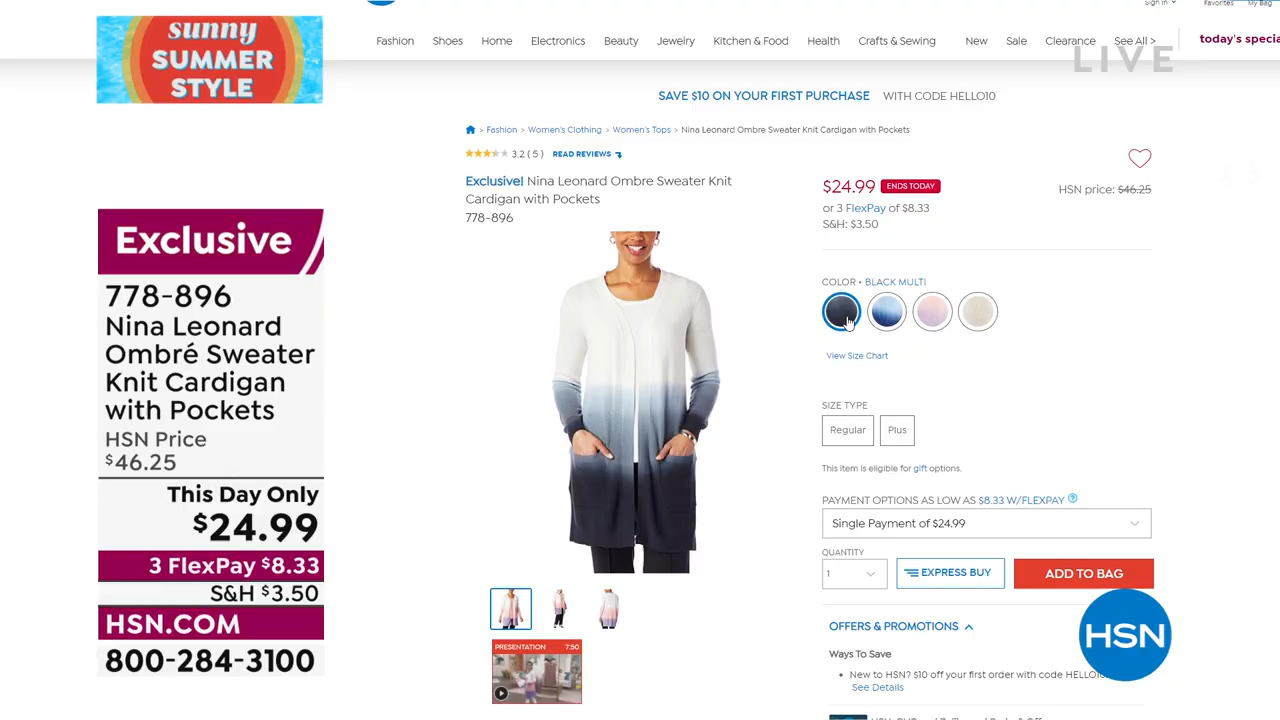 sunny
SUMMER
STYLE
Exclusive
778-896
Nina Leonard
Ombré Sweater
Knit Cardigan
with Pockets
HSN Price
$46.25
This Day Only
$24.99
3 FlexPay $8.33
S&H $3.50
HSN.COM
800-284-3100
Sign in
Favorites
My Bag
Fashion Shoes Home Electronics Beauty Jewelry Kitchen & Food Health Crafts & Sewing New Sale Clearance See All >
today's specia
LIVE
SAVE $10 ON YOUR FIRST PURCHASE WITH CODE HELLO10
> Fashion > Women's Clothing > Women's Tops > Nina Leonard Ombre Sweater Knit Cardigan with Pockets
3.2 ( 5 ) READ REVIEWS
Exclusive! Nina Leonard Ombre Sweater Knit
Cardigan with Pockets
778-896
PRESENTATION 7:50
$24.99 ENDS TODAY
HSN price: $46.25
or 3 FlexPay of $8.33
S&H: $3.50
COLOR • BLACK MULTI
View Size Chart
SIZE TYPE
Regular Plus
This item is eligible for gift options.
PAYMENT OPTIONS AS LOW AS $8.33 W/FLEXPAY ?
Single Payment of $24.99
QUANTITY
1
EXPRESS BUY
ADD TO BAG
OFFERS & PROMOTIONS
HSN
Ways To Save
• New to HSN? $10 off your first order with code HELLO10
See Details